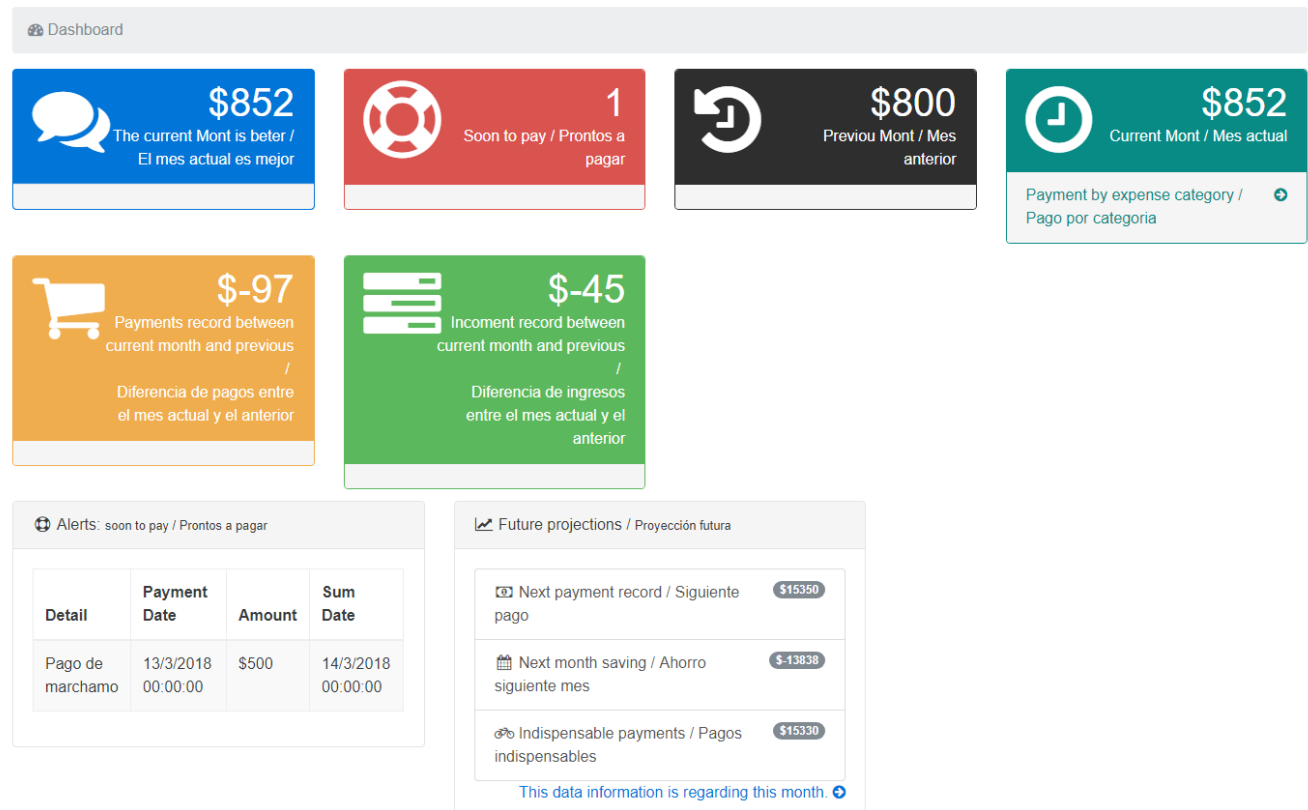 Dashboard
$852
The current Mont is beter /
El mes actual es mejor
1
Soon to pay / Prontos a
pagar
$800
Previou Mont / Mes
anterior
$852
Current Mont / Mes actual
Payment by expense category /
Pago por categoria
$-97
Payments record between
current month and previous
/
Diferencia de pagos entre
el mes actual y el anterior
$-45
Incoment record between
current month and previous
/
Diferencia de ingresos
entre el mes actual y el
anterior
Alerts: soon to pay / Prontos a pagar
Detail Payment Date Amount Sum Date
Pago de marchamo 13/3/2018 00:00:00 $500 14/3/2018 00:00:00
Future projections / Proyección futura
Next payment record / Siguiente $15350
pago
Next month saving / Ahorro $-13838
siguiente mes
Indispensable payments / Pagos $15330
indispensables
This data information is regarding this month.